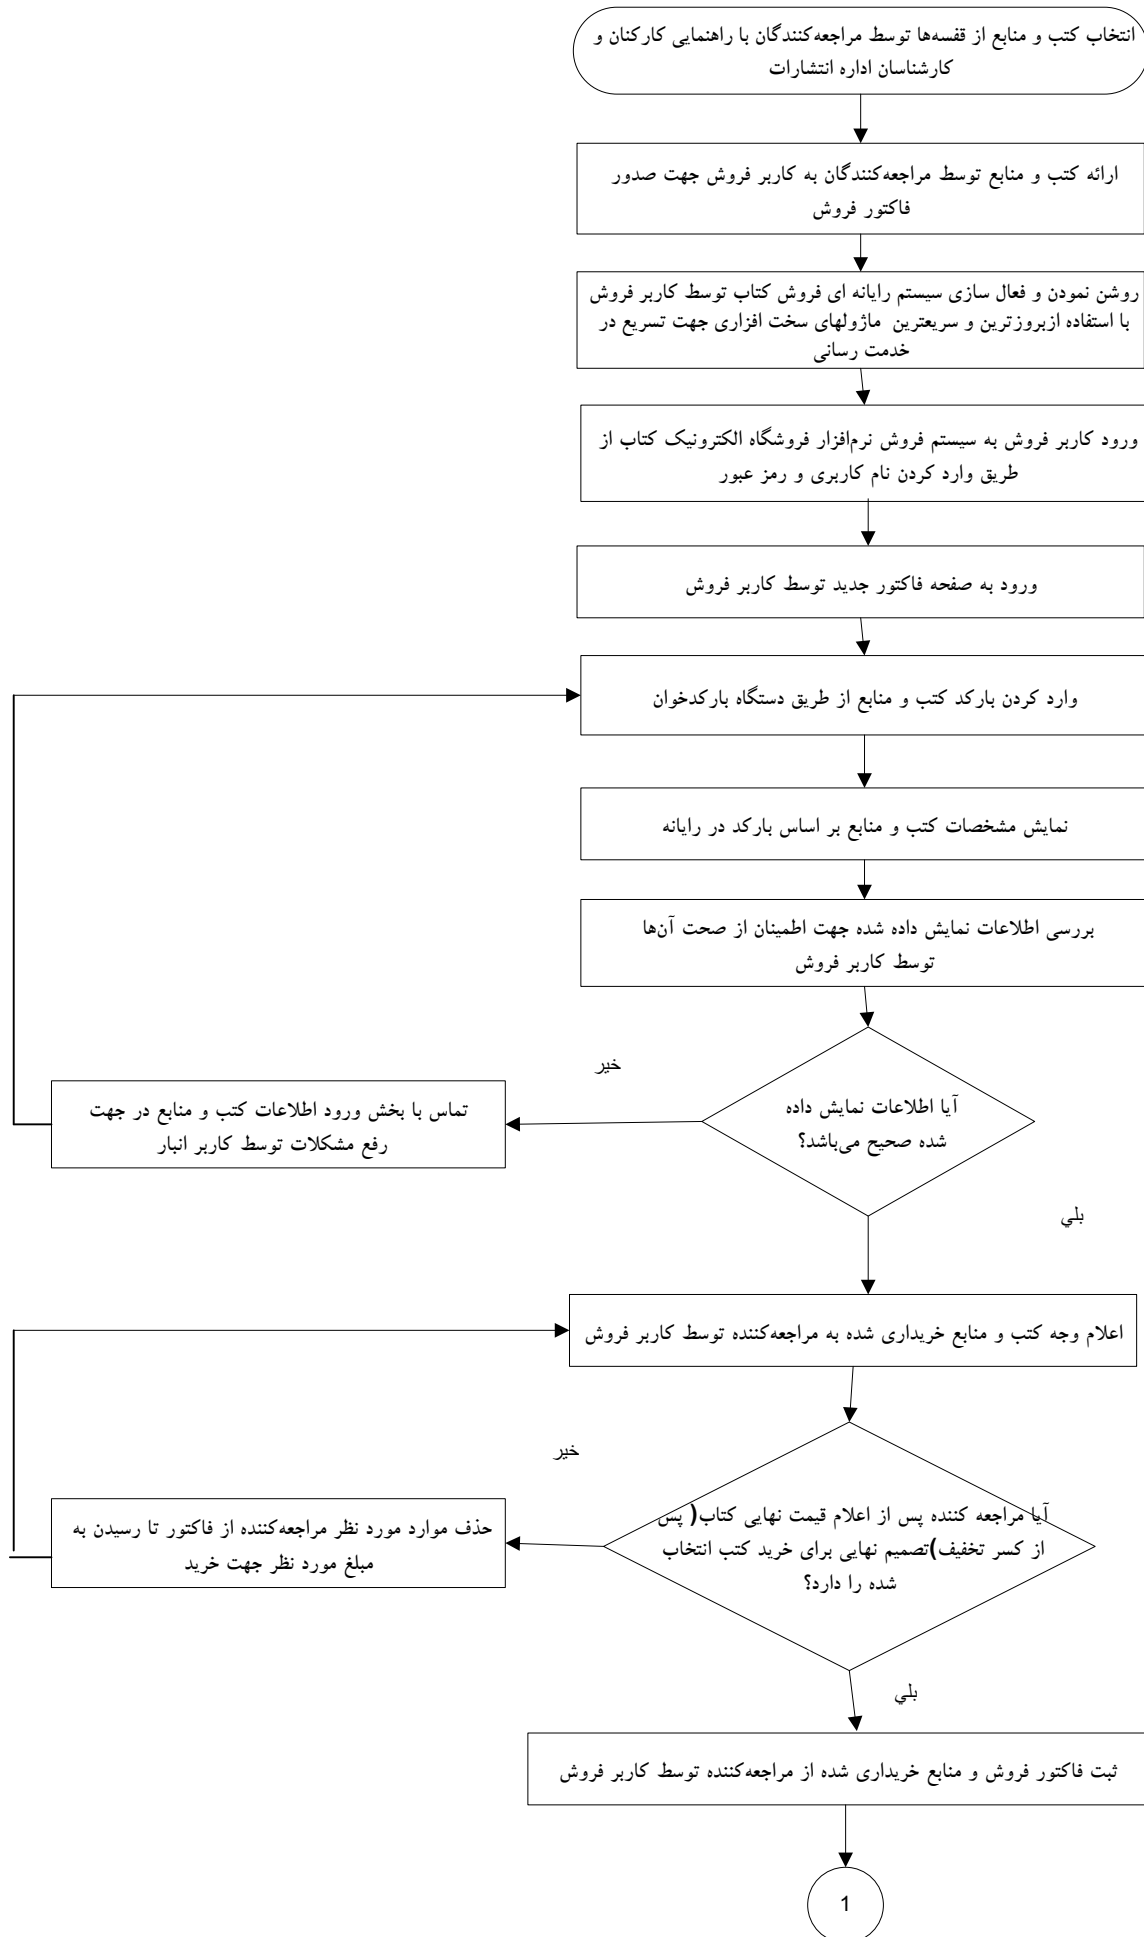 انتخاب کتب و منابع از قفسه‌ها توسط مراجعه‌کنندگان با راهنمایی کارکنان و
کارشناسان اداره انتشارات
ارائه کتب و منابع توسط مراجعه‌کنندگان به کاربر فروش جهت صدور
فاکتور فروش
روشن نمودن و فعال سازی سیستم رایانه ای فروش کتاب توسط کاربر فروش
با استفاده ازبروزترین و سریعترین ماژولهای سخت افزاری جهت تسریع در
خدمت رسانی
ورود کاربر فروش به سیستم فروش نرم‌افزار فروشگاه الکترونیک کتاب از
طریق وارد کردن نام کاربری و رمز عبور
ورود به صفحه فاکتور جدید توسط کاربر فروش
وارد کردن بارکد کتب و منابع از طریق دستگاه بارکدخوان
نمایش مشخصات کتب و منابع بر اساس بارکد در رایانه
بررسی اطلاعات نمایش داده شده جهت اطمینان از صحت آن‌ها
توسط کاربر فروش
آیا اطلاعات نمایش داده
شده صحیح می‌باشد؟
خیر
تماس با بخش ورود اطلاعات کتب و منابع در جهت
رفع مشکلات توسط کاربر انبار
بلي
اعلام وجه کتب و منابع خریداری شده به مراجعه‌کننده توسط کاربر فروش
آیا مراجعه کننده پس از اعلام قیمت نهایی کتاب( پس
از کسر تخفیف)تصمیم نهایی برای خرید کتب انتخاب
شده را دارد؟
خیر
حذف موارد مورد نظر مراجعه‌کننده از فاکتور تا رسیدن به
مبلغ مورد نظر جهت خرید
بلي
ثبت فاکتور فروش و منابع خریداری شده از مراجعه‌کننده توسط کاربر فروش
1